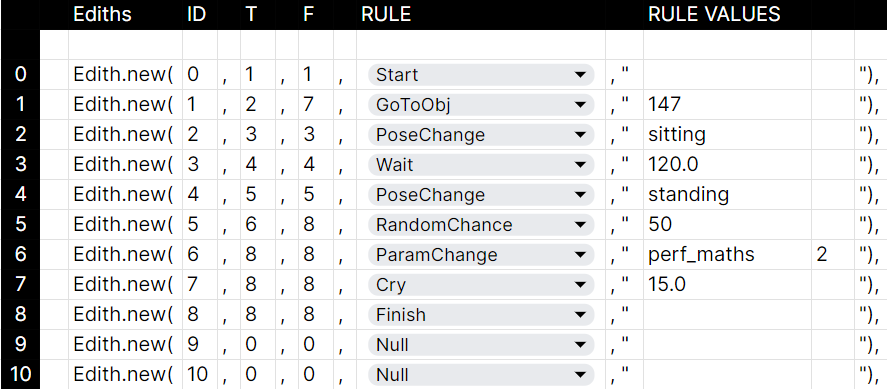 Ediths ID T F RULE RULE VALUES
0 Edith.new( 0 , 1 , 1 , Start , " "),
1 Edith.new( 1 , 2 , 7 , GoToObj , " 147 "),
2 Edith.new( 2 , 3 , 3 , PoseChange , " sitting "),
3 Edith.new( 3 , 4 , 4 , Wait , " 120.0 "),
4 Edith.new( 4 , 5 , 5 , PoseChange , " standing "),
5 Edith.new( 5 , 6 , 8 , RandomChance , " 50 "),
6 Edith.new( 6 , 8 , 8 , ParamChange , " perf_maths 2 "),
7 Edith.new( 7 , 8 , 8 , Cry , " 15.0 "),
8 Edith.new( 8 , 8 , 8 , Finish , " "),
9 Edith.new( 9 , 0 , 0 , Null , " "),
10 Edith.new( 10 , 0 , 0 , Null , " "),